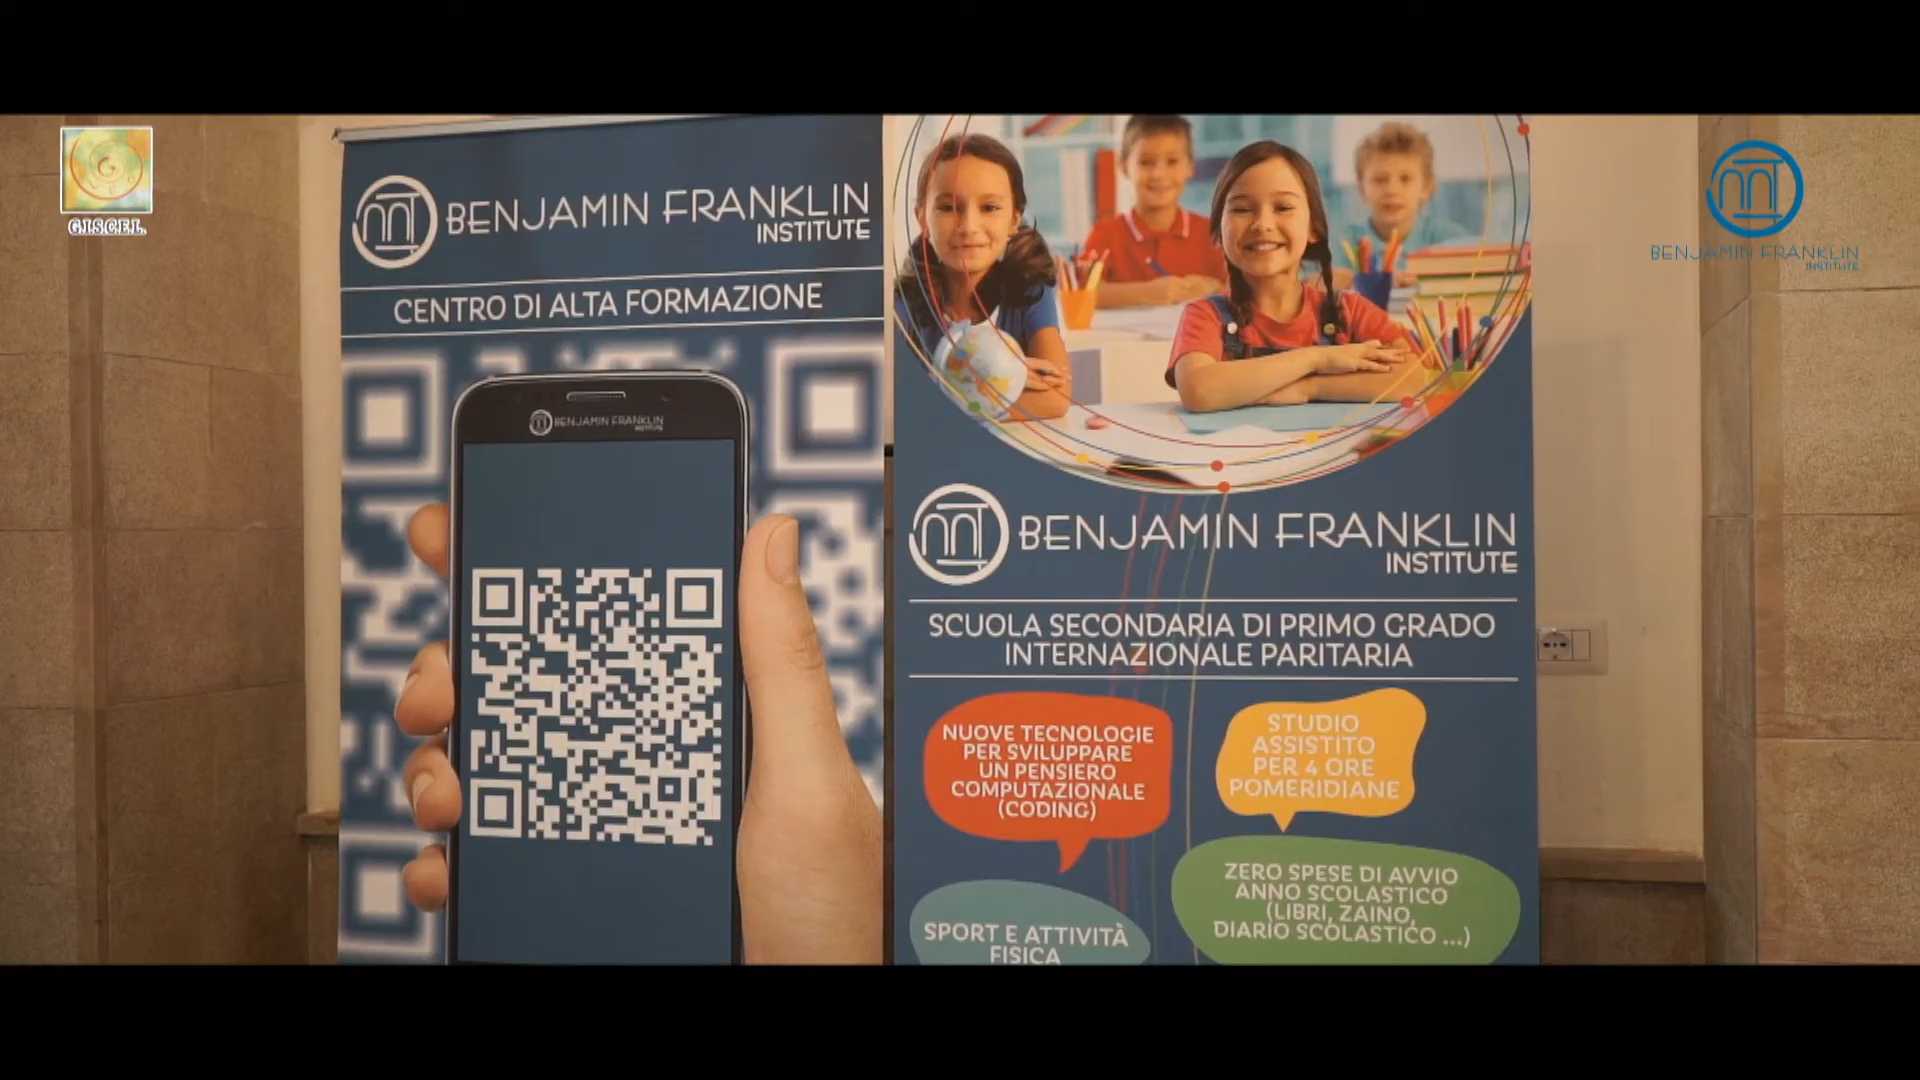 G.I.S.C.E.L.
BENJAMIN FRANKLIN
INSTITUTE
CENTRO DI ALTA FORMAZIONE
BENJAMIN FRANKLIN
INSTITUTE
BENJAMIN FRANKLIN
INSTITUTE
SCUOLA SECONDARIA DI PRIMO GRADO
INTERNAZIONALE PARITARIA
NUOVE TECNOLOGIE
PER SVILUPPARE
UN PENSIERO
COMPUTAZIONALE
(CODING)
STUDIO
ASSISTITO
PER 4 ORE
POMERIDIANE
SPORT E ATTIVITÀ
FISICA
ZERO SPESE DI AVVIO
ANNO SCOLASTICO
(LIBRI, ZAINO,
DIARIO SCOLASTICO ...)
BENJAMIN FRANKLIN
INSTITUTE